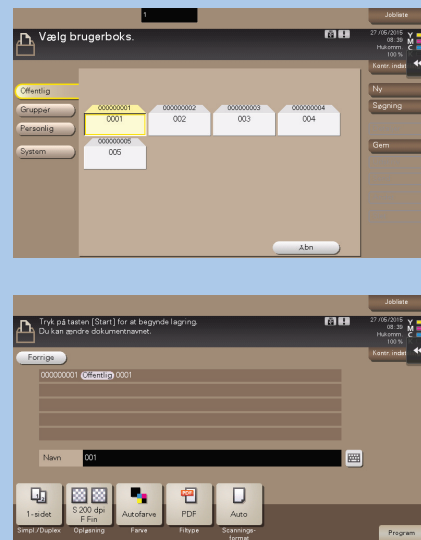 1
Jobliste
Vælg brugerboks.
27/05/2015
08:39
Hukomm.
100 %
Y
M
C
Kontr. indst
Offentlig
Ny
Grupper
Søgning
Personlig
System
Gem
000000001
0001
000000002
002
000000003
003
000000004
004
000000005
005
Abn
Jobliste
Tryk på tasten [Start] for at begynde lagring.
Du kan ændre dokumentnavnet.
27/05/2015
08:39
Hukomm.
100 %
Y
M
C
Kontr. indst
Forrige
000000001 Offentlig 0001
Navn 001
1-sidet
S 200 dpi
F Fin
Autofarve
PDF
PDF
Auto
Simpl./Duplex
Opløsning
Farve
Filtype
Scannings-
format
Program